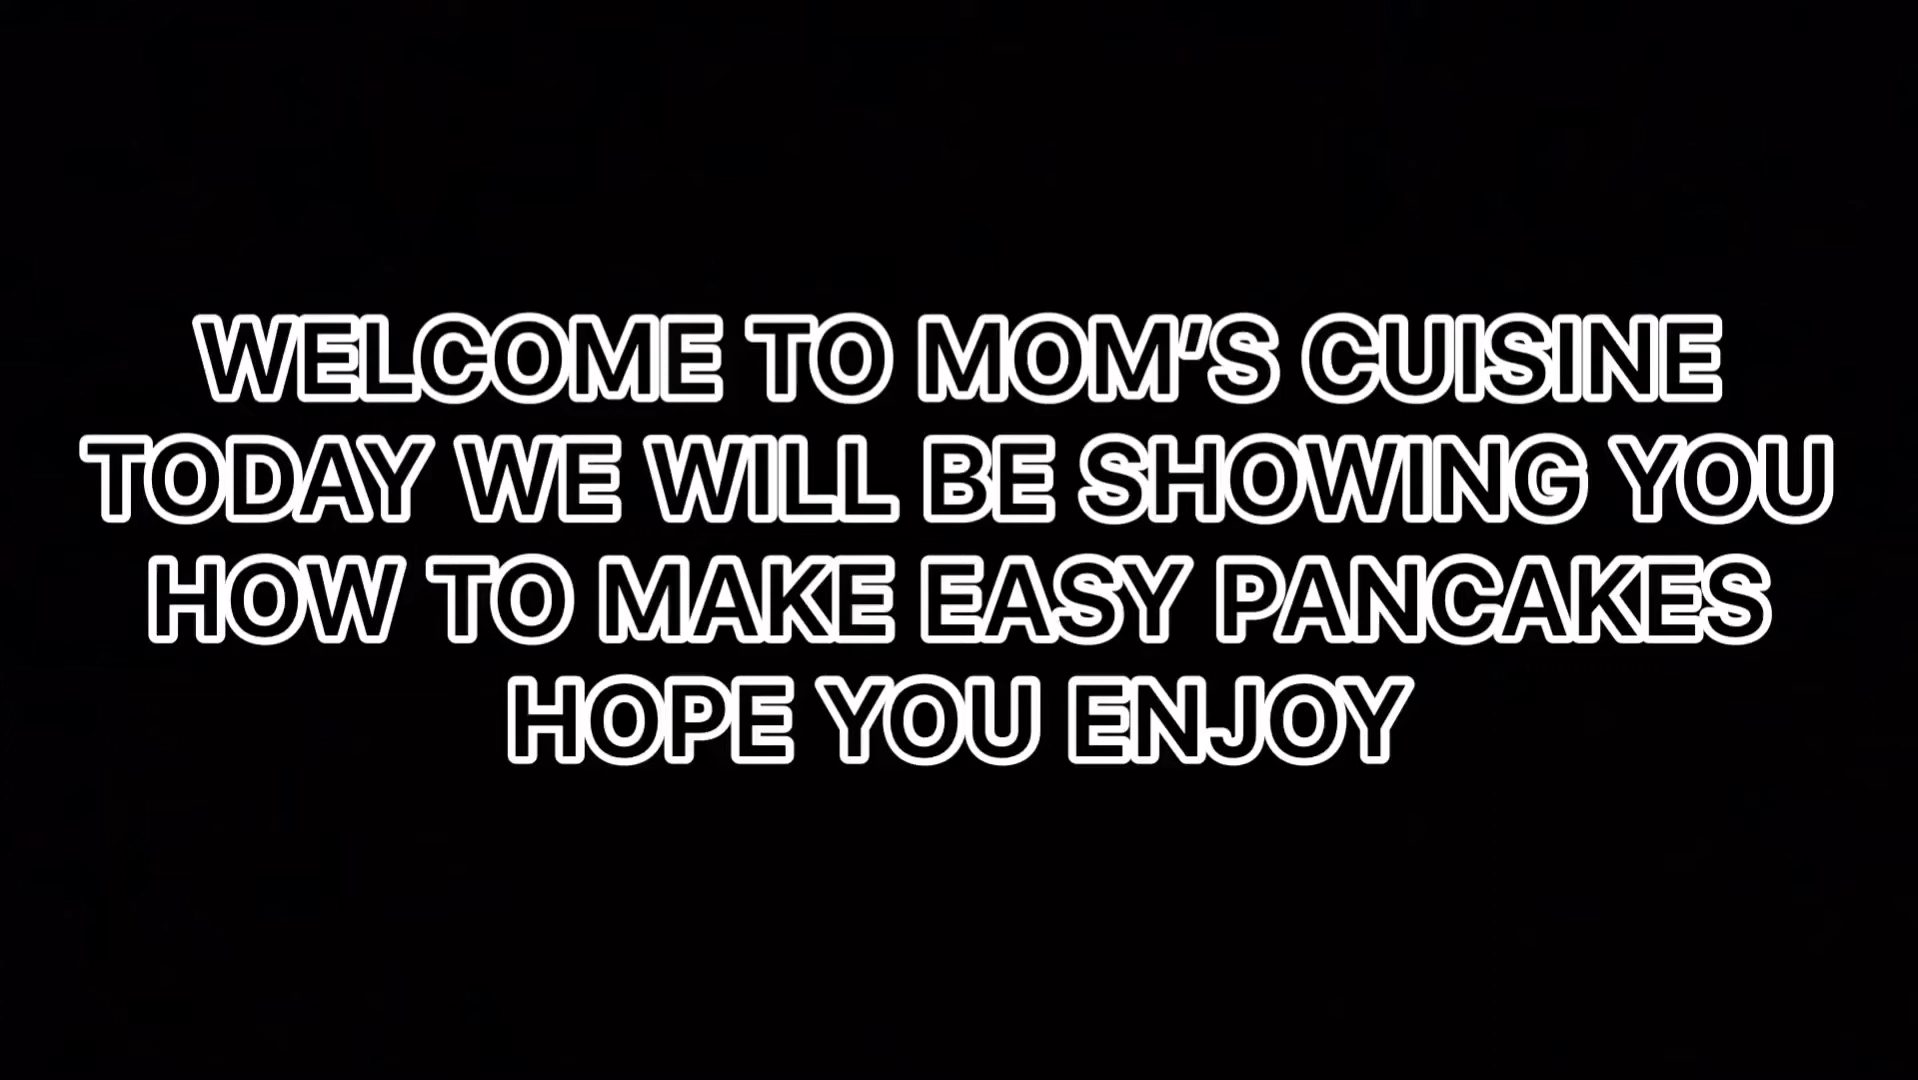 WELCOME TO MOM'S CUISINE
TODAY WE WILL BE SHOWING YOU
HOW TO MAKE EASY PANCAKES
HOPE YOU ENJOY